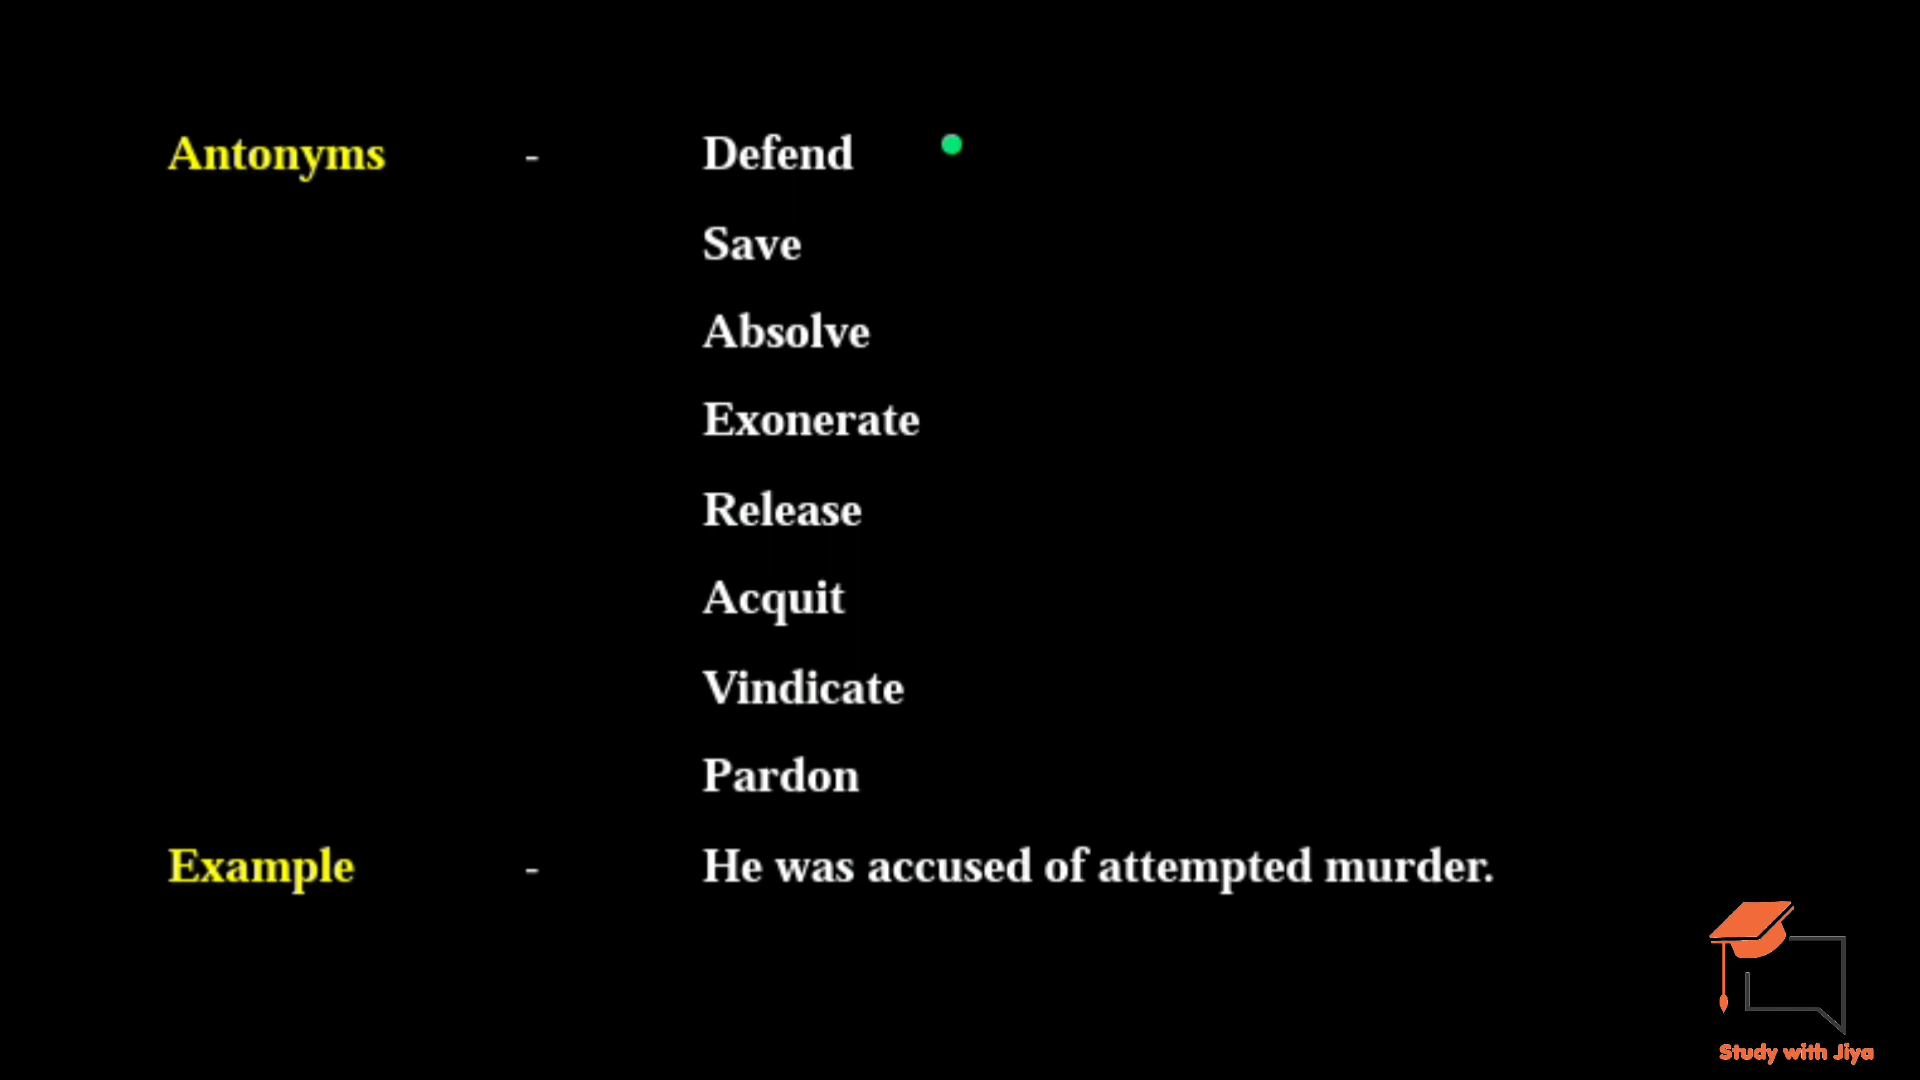 Antonyms - Defend
Save
Absolve
Exonerate
Release
Acquit
Vindicate
Pardon
Example - He was accused of attempted murder.
Study with Jiya